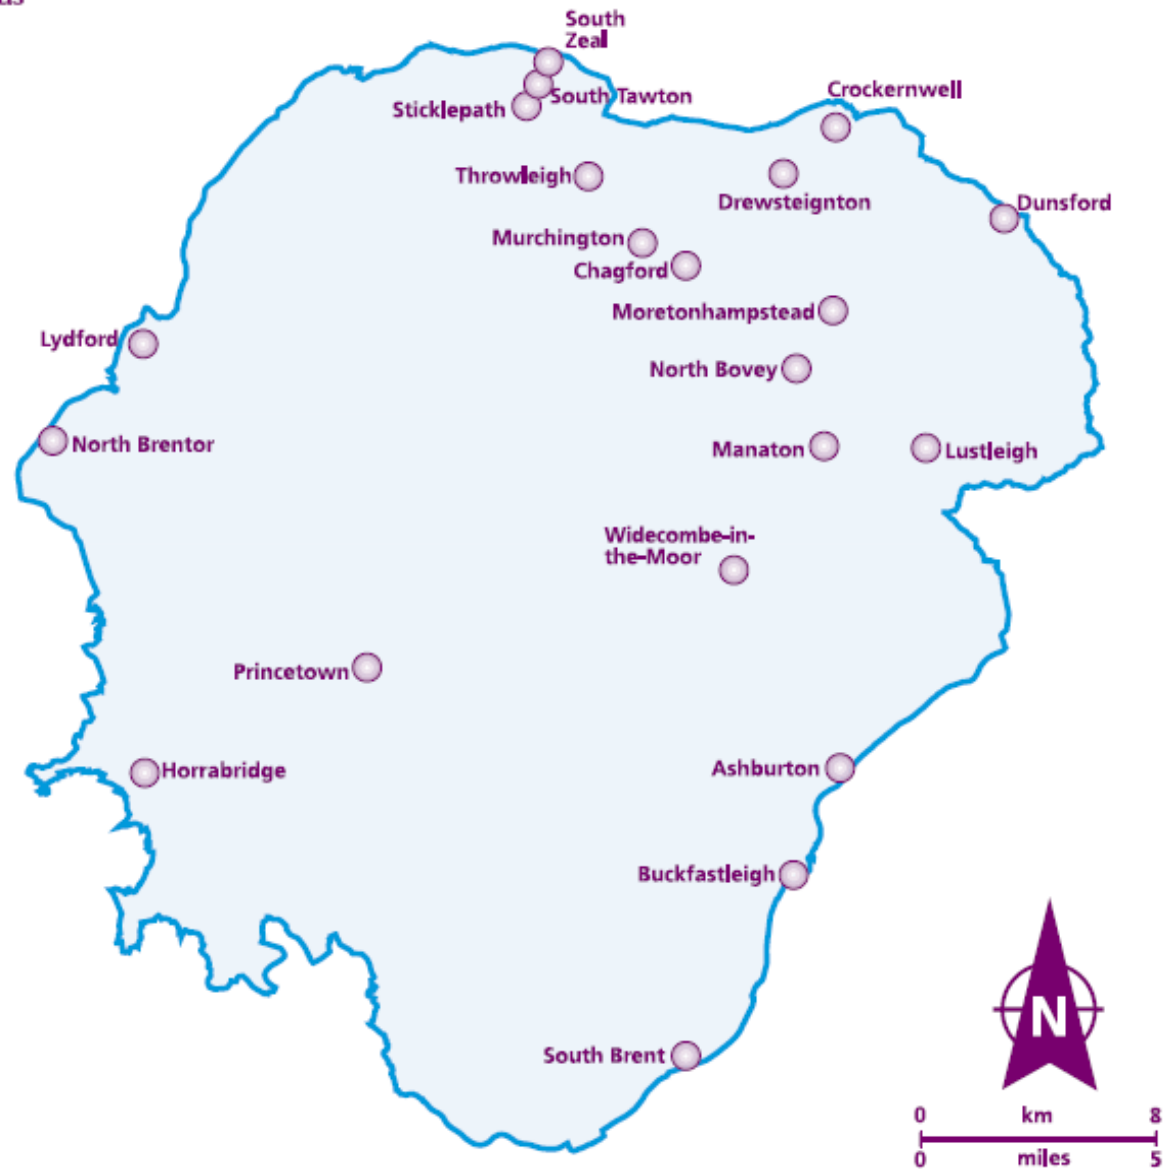 South
Zeal
Crockernwell
South Tawton
Sticklepath
Throwleigh
Drewsteignton
Dunsford
Murchington
Chagford
Moretonhampstead
Lydford
North Bovey
North Brentor
Manaton
Lustleigh
Widecombe-in-
the-Moor
Princetown
Horrabridge
Ashburton
Buckfastleigh
N
South Brent
0 km 8
0 miles 5